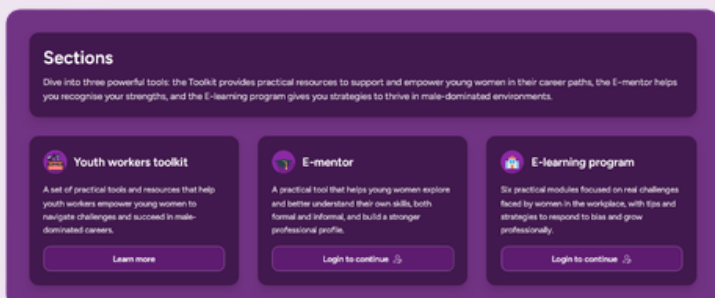 Sections
Dive into three powerful tools: the Toolkit provides practical resources to support and empower young women in their career paths, the E-mentor helps
you recognise your strengths, and the E-learning program gives you strategies to thrive in male-dominated environments.
Youth workers toolkit
A set of practical tools and resources that help
youth workers empower young women to
navigate challenges and succeed in male-
dominated careers.
Learn more
E-mentor
A practical tool that helps young women explore
and better understand their own skills, both
formal and informal, and build a stronger
professional profile.
Login to continue
E-learning program
Six practical modules focused on real challenges
faced by women in the workplace, with tips and
strategies to respond to bias and grow
professionally.
Login to continue